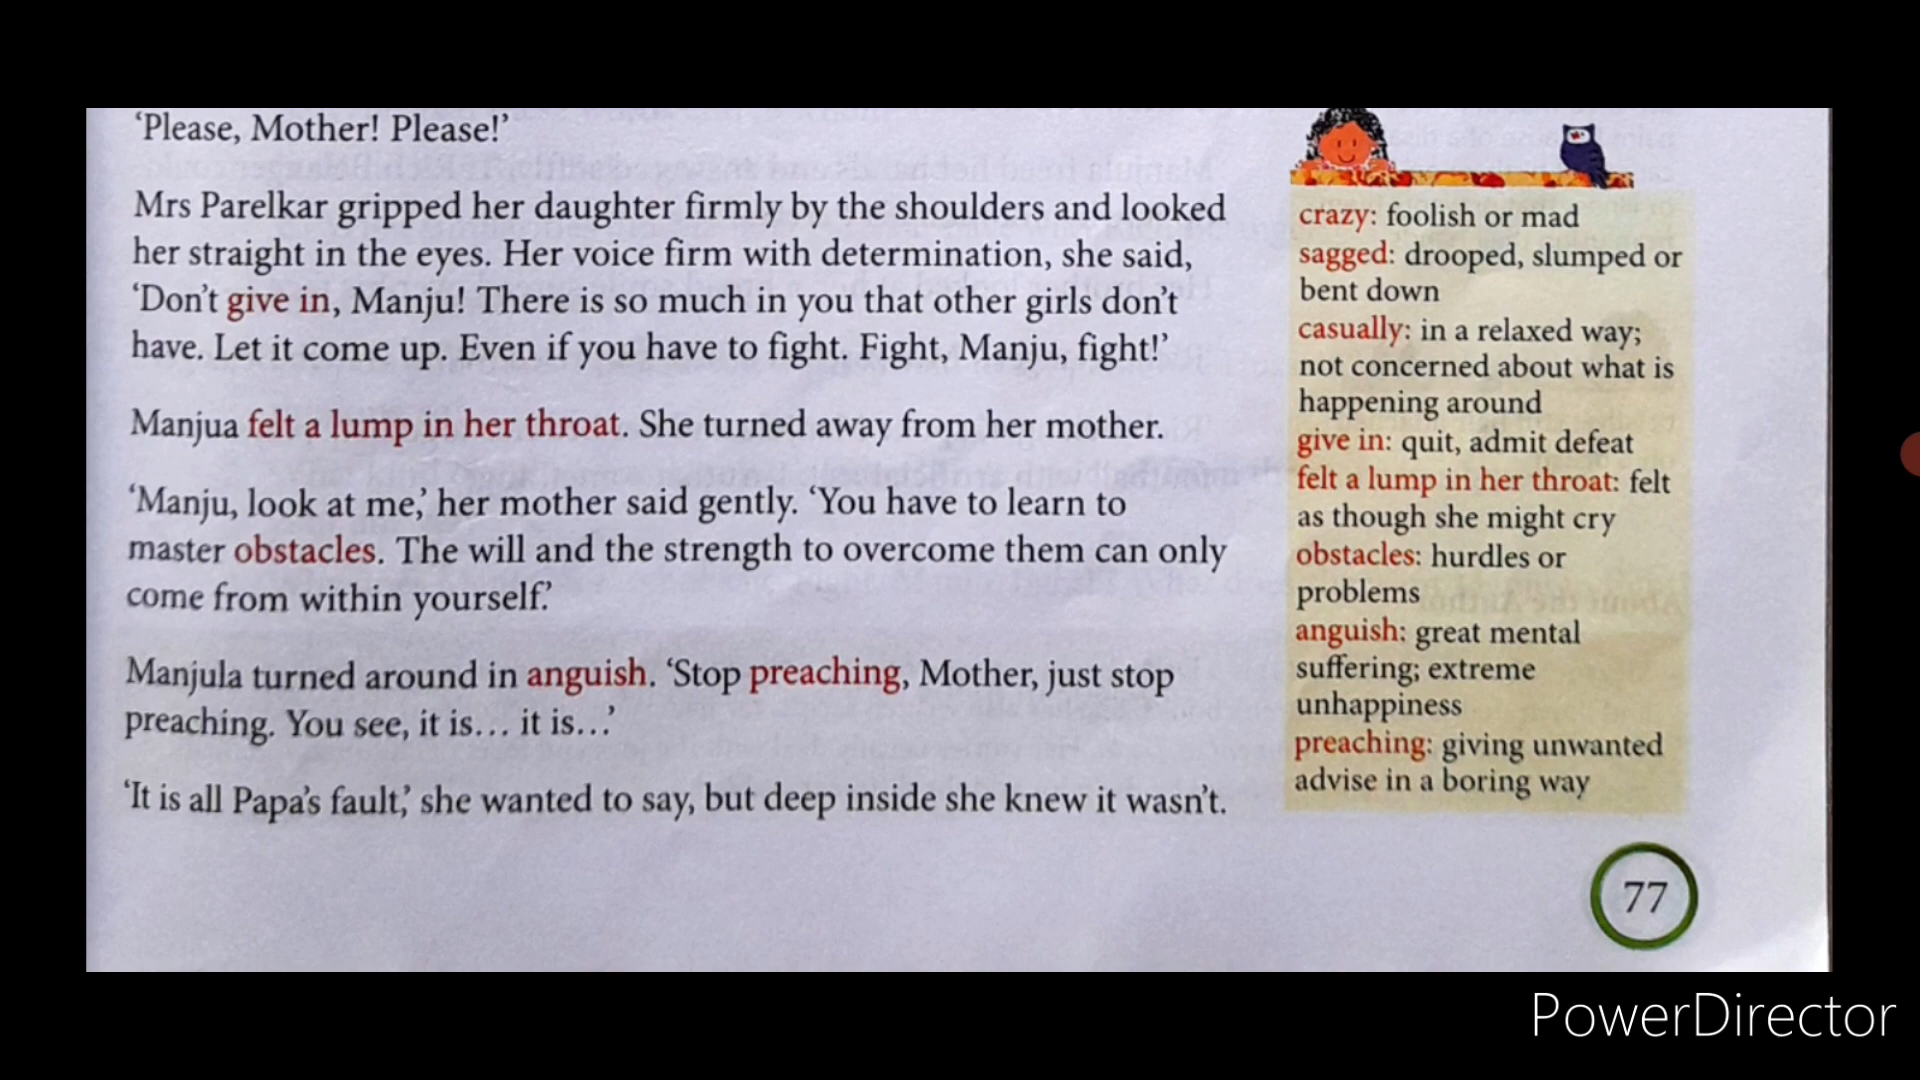 ‘Please, Mother! Please!’
Mrs Parelkar gripped her daughter firmly by the shoulders and looked
her straight in the eyes. Her voice firm with determination, she said,
‘Don’t give in, Manju! There is so much in you that other girls don’t
have. Let it come up. Even if you have to fight. Fight, Manju, fight!’
Manjua felt a lump in her throat. She turned away from her mother.
‘Manju, look at me,’ her mother said gently. ‘You have to learn to
master obstacles. The will and the strength to overcome them can only
come from within yourself.’
Manjula turned around in anguish. ‘Stop preaching, Mother, just stop
preaching. You see, it is… it is…’
‘It is all Papa’s fault,’ she wanted to say, but deep inside she knew it wasn’t.
crazy: foolish or mad
sagged: drooped, slumped or
bent down
casually: in a relaxed way;
not concerned about what is
happening around
give in: quit, admit defeat
felt a lump in her throat: felt
as though she might cry
obstacles: hurdles or
problems
anguish: great mental
suffering; extreme
unhappiness
preaching: giving unwanted
advise in a boring way
77
PowerDirector